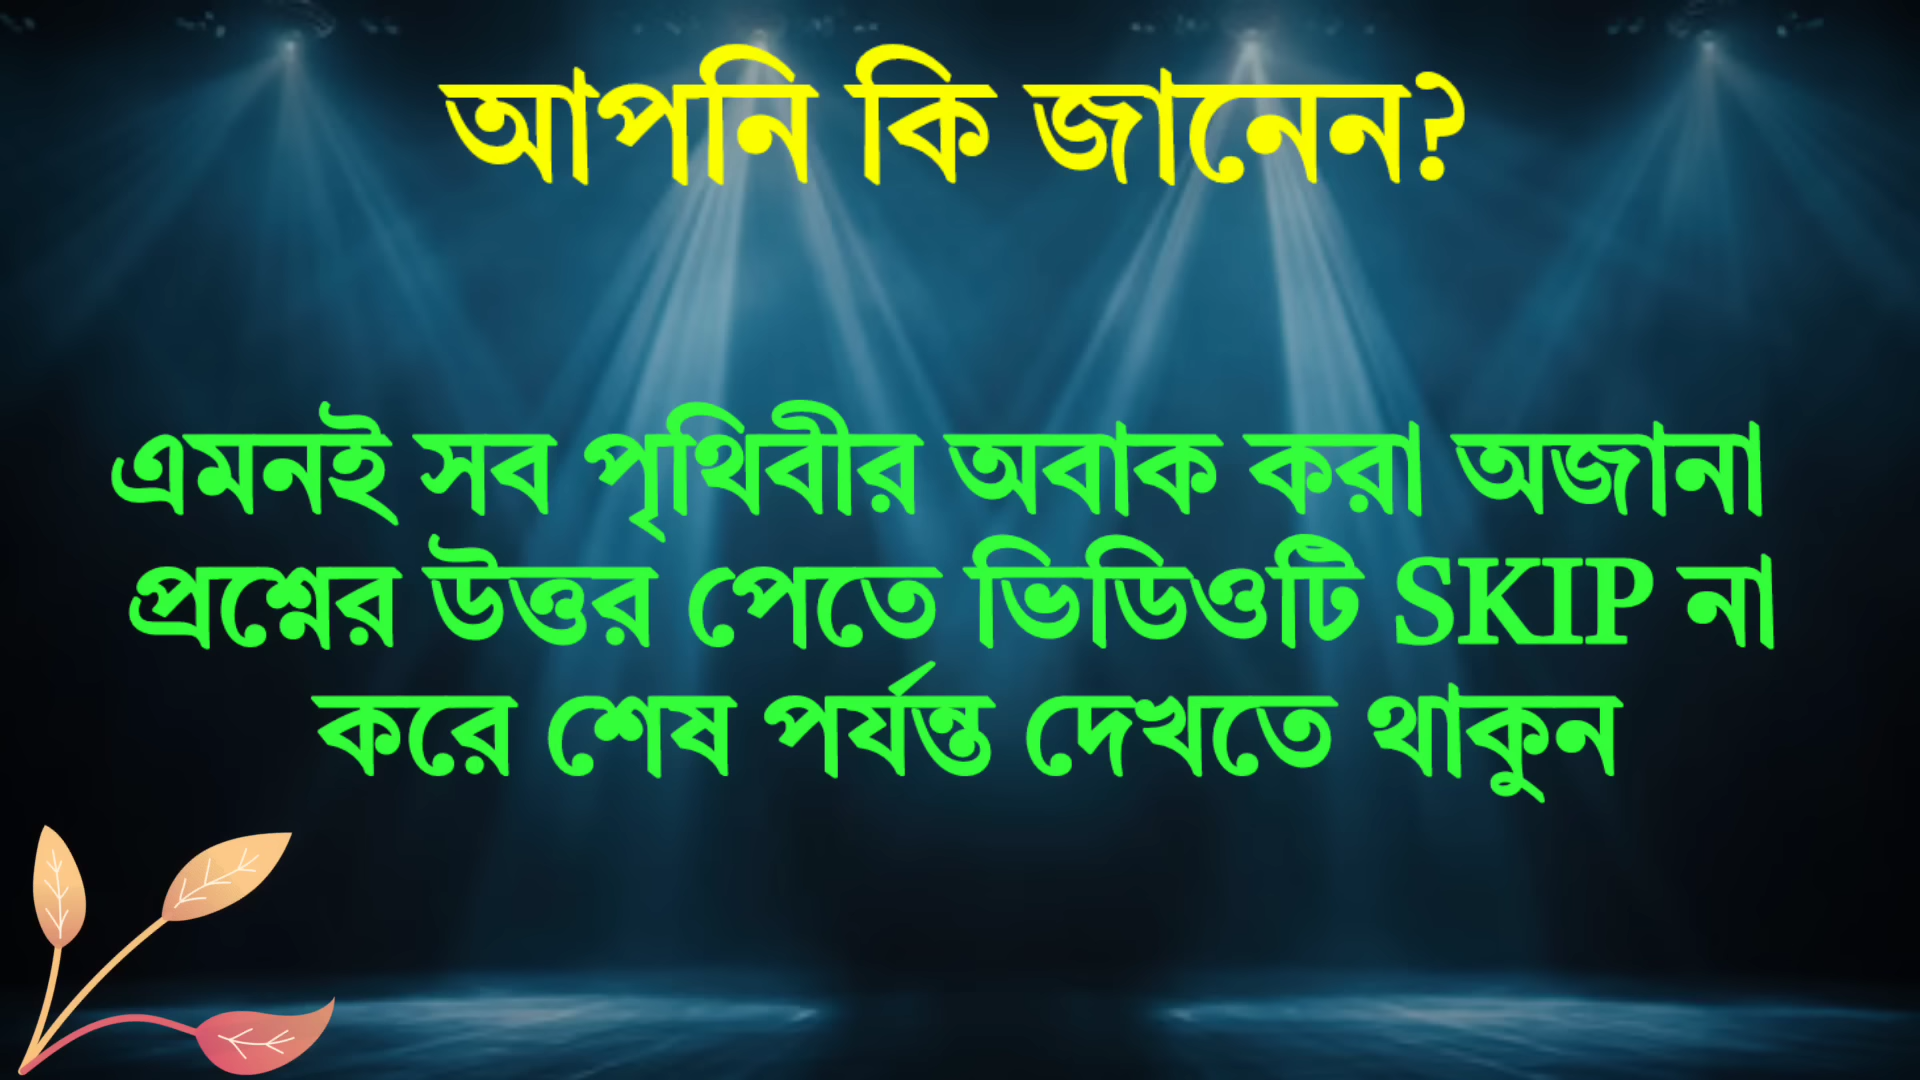 আপনি কি জানেন?
এমনই সব পৃথিবীর অবাক করা অজানা
প্রশ্নের উত্তর পেতে ভিডিওটি SKIP না
করে শেষ পর্যন্ত দেখতে থাকুন